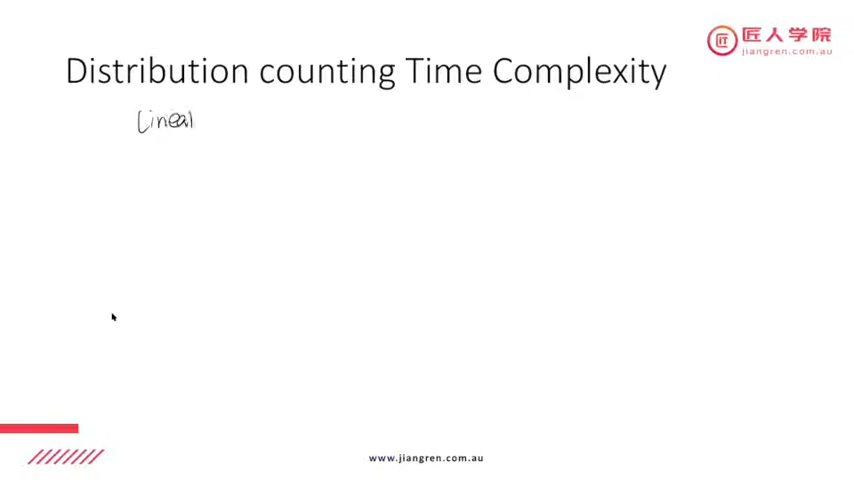 匠人学院
jiangren.com.au
Distribution counting Time Complexity
Lineal
www.jiangren.com.au